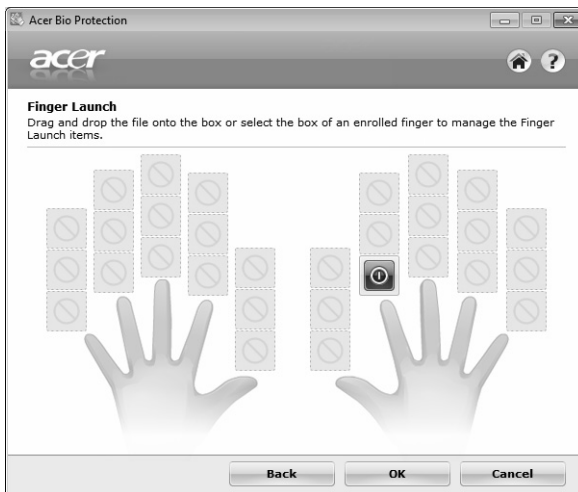 Acer Bio Protection
acer
?
Finger Launch
Drag and drop the file onto the box or select the box of an enrolled finger to manage the Finger
Launch items.
Back
OK
Cancel